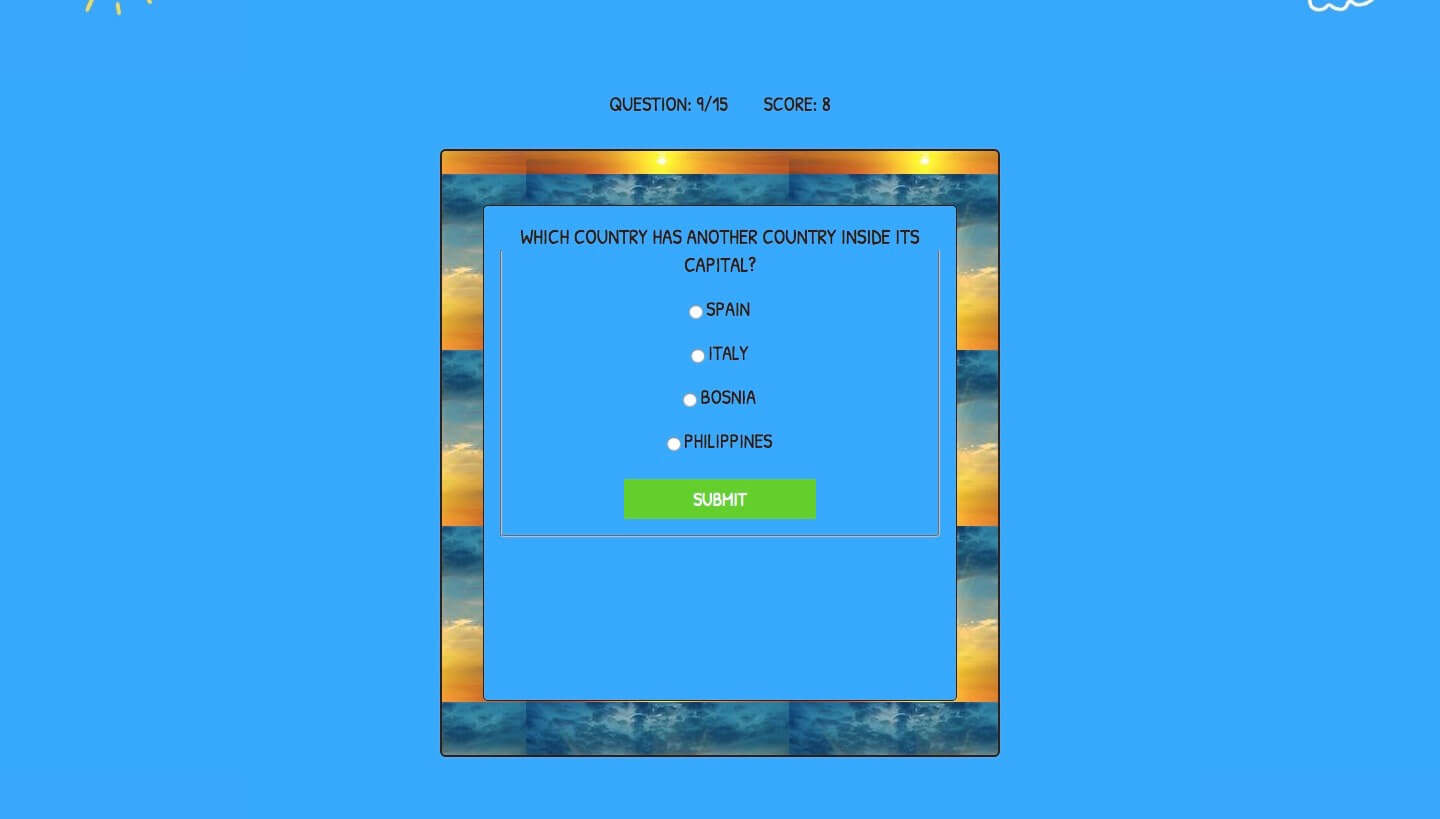 QUESTION: 9/15 SCORE: 8
WHICH COUNTRY HAS ANOTHER COUNTRY INSIDE ITS
CAPITAL?
SPAIN
ITALY
BOSNIA
PHILIPPINES
SUBMIT